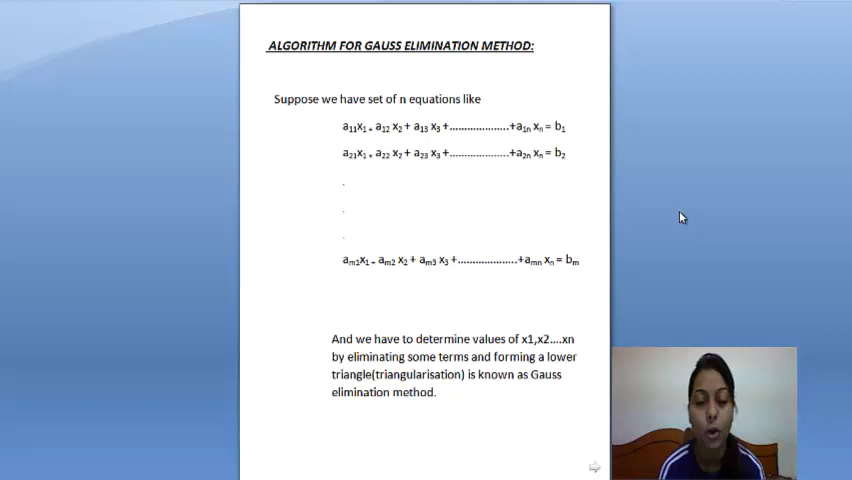 ALGORITHM FOR GAUSS ELIMINATION METHOD:
Suppose we have set of n equations like
a₁₁x₁ + a₁₂ x₂ + a₁₃ x₃ +.....................+a₁ₙ xₙ = b₁
a₂₁x₁ + a₂₂ x₂ + a₂₃ x₃ +.....................+a₂ₙ xₙ = b₂
.
.
.
aₘ₁x₁ + aₘ₂ x₂ + aₘ₃ x₃ +.....................+aₘₙ xₙ = bₘ
And we have to determine values of x1,x2....xn
by eliminating some terms and forming a lower
triangle(triangularisation) is known as Gauss
elimination method.